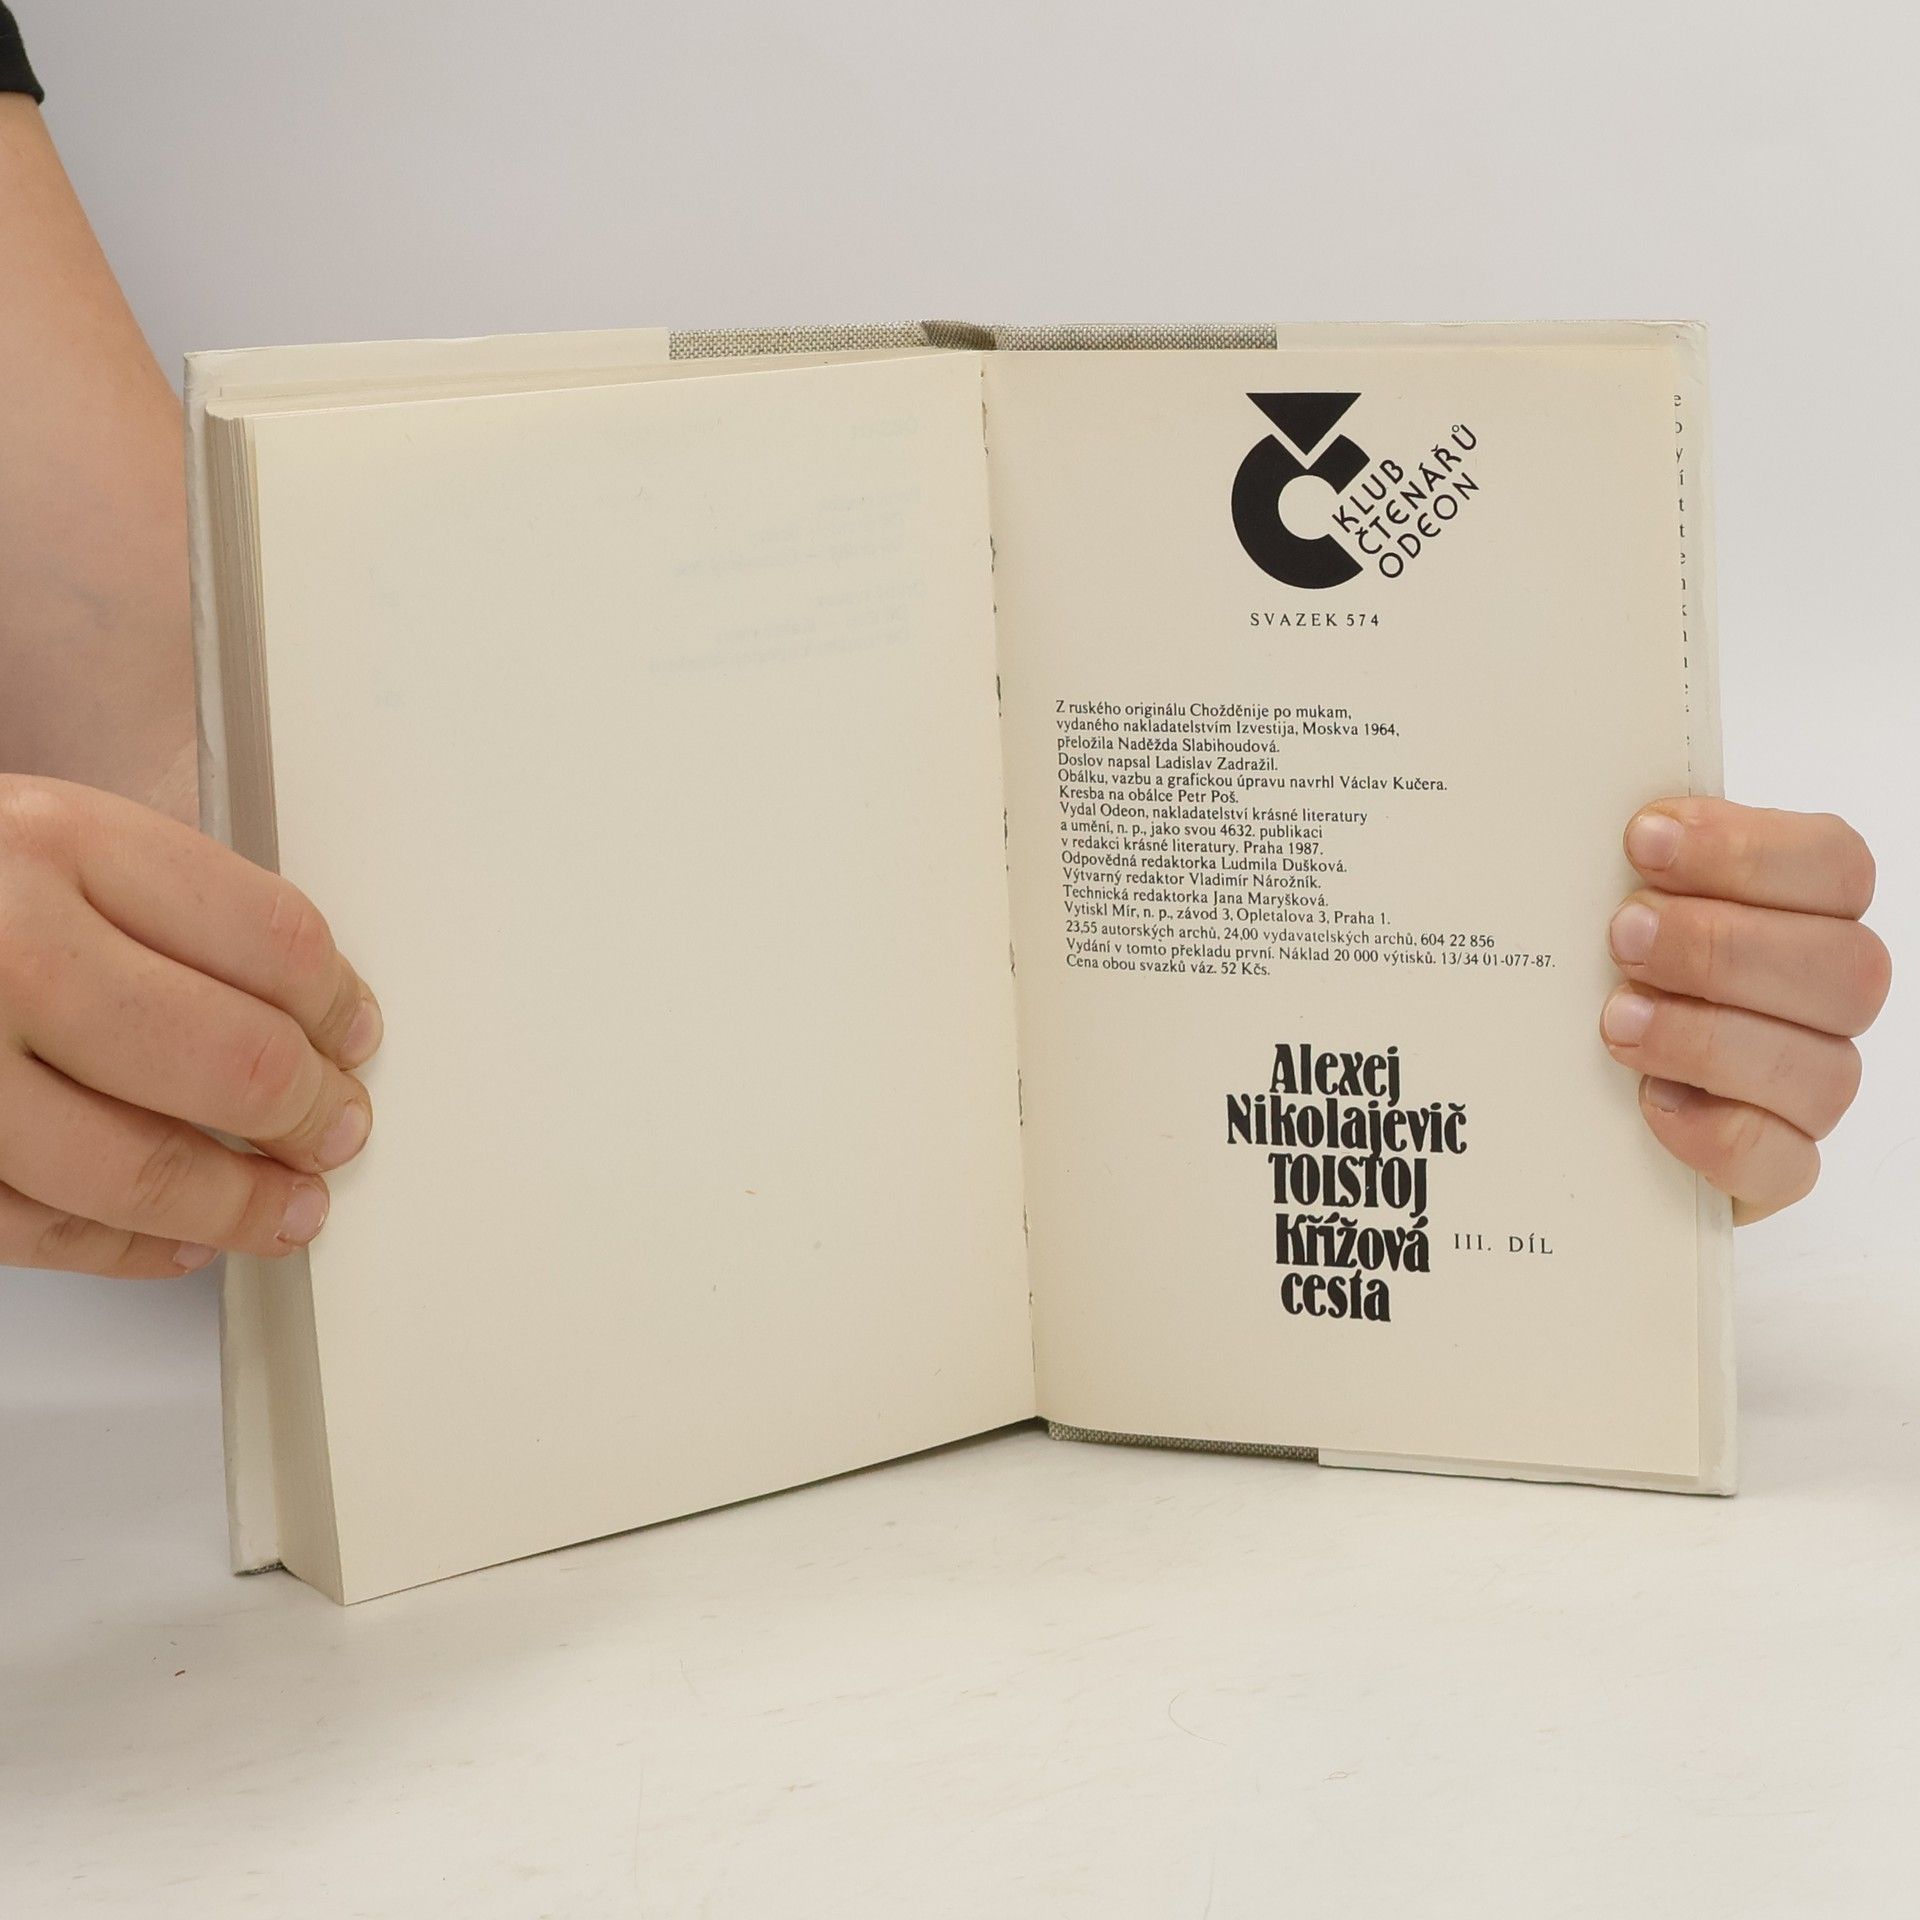 KLUB
ČTENÁŘŮ
ODEON
SVAZEK 574
Z ruského originálu Chožděnije po mukam,
vydaného nakladatelstvím Izvestija, Moskva 1964,
přeložila Naděžda Slabihoudová.
Doslov napsal Ladislav Zadražil.
Obálku, vazbu a grafickou úpravu navrhl Václav Kučera.
Kresba na obálce Petr Poš.
Vydal Odeon, nakladatelství krásné literatury
a umění, n. p., jako svou 4632. publikaci
v redakci krásné literatury. Praha 1987.
Odpovědná redaktorka Ludmila Dušková.
Výtvarný redaktor Vladimír Nárožník.
Technická redaktorka Jana Maryšková.
Vytiskl Mír, n. p., závod 3, Opletalova 3, Praha 1.
23,55 autorských archů, 24,00 vydavatelských archů, 604 22 856
Vydání v tomto překladu první. Náklad 20 000 výtisků. 13/34 01-077-87.
Cena obou svazků váz. 52 Kčs.
Alexej
Nikolajevič
TOLSTOJ
Křížová III. DÍL
cesta